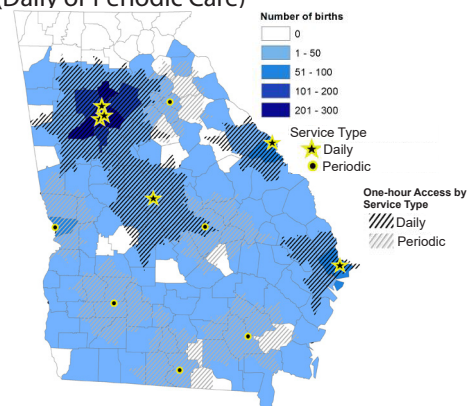 (Daily or Periodic Care)
Number of births
0
1 - 50
51 - 100
101 - 200
201 - 300
Service Type
Daily
Periodic
One-hour Access by
Service Type
Daily
Periodic